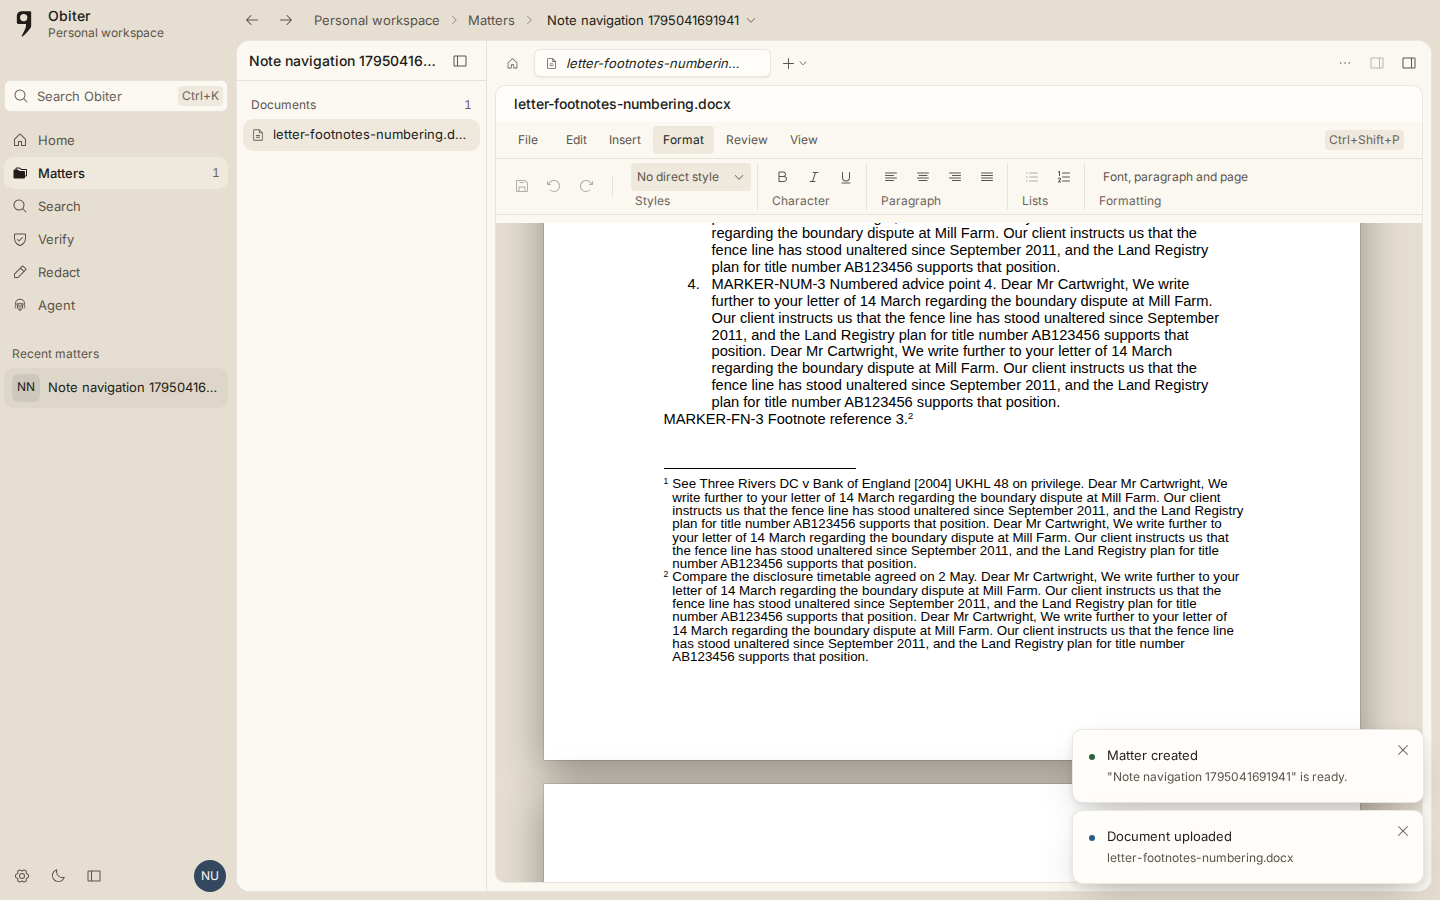 Obiter
Personal workspace
Search Obiter
Ctrl+K
Home
Matters
1
Search
Verify
Redact
Agent
Recent matters
NN
Note navigation 17950416...
NU
Personal workspace
Matters
Note navigation 1795041691941
Note navigation 17950416...
Documents
1
letter-footnotes-numbering.d...
letter-footnotes-numberin...
letter-footnotes-numbering.docx
File
Edit
Insert
Format
Review
View
Ctrl+Shift+P
No direct style
Styles
Character
Paragraph
Lists
Font, paragraph and page
Formatting
regarding the boundary dispute at Mill Farm. Our client instructs us that the
fence line has stood unaltered since September 2011, and the Land Registry
plan for title number AB123456 supports that position.
4. MARKER-NUM-3 Numbered advice point 4. Dear Mr Cartwright, We write
further to your letter of 14 March regarding the boundary dispute at Mill Farm.
Our client instructs us that the fence line has stood unaltered since September
2011, and the Land Registry plan for title number AB123456 supports that
position. Dear Mr Cartwright, We write further to your letter of 14 March
regarding the boundary dispute at Mill Farm. Our client instructs us that the
fence line has stood unaltered since September 2011, and the Land Registry
plan for title number AB123456 supports that position.
MARKER-FN-3 Footnote reference 3.2
1 See Three Rivers DC v Bank of England [2004] UKHL 48 on privilege. Dear Mr Cartwright, We
write further to your letter of 14 March regarding the boundary dispute at Mill Farm. Our client
instructs us that the fence line has stood unaltered since September 2011, and the Land Registry
plan for title number AB123456 supports that position. Dear Mr Cartwright, We write further to
your letter of 14 March regarding the boundary dispute at Mill Farm. Our client instructs us that
the fence line has stood unaltered since September 2011, and the Land Registry plan for title
number AB123456 supports that position.
2 Compare the disclosure timetable agreed on 2 May. Dear Mr Cartwright, We write further to your
letter of 14 March regarding the boundary dispute at Mill Farm. Our client instructs us that the
fence line has stood unaltered since September 2011, and the Land Registry plan for title
number AB123456 supports that position. Dear Mr Cartwright, We write further to your letter of
14 March regarding the boundary dispute at Mill Farm. Our client instructs us that the fence line
has stood unaltered since September 2011, and the Land Registry plan for title number
AB123456 supports that position.
Matter created
"Note navigation 1795041691941" is ready.
Document uploaded
letter-footnotes-numbering.docx